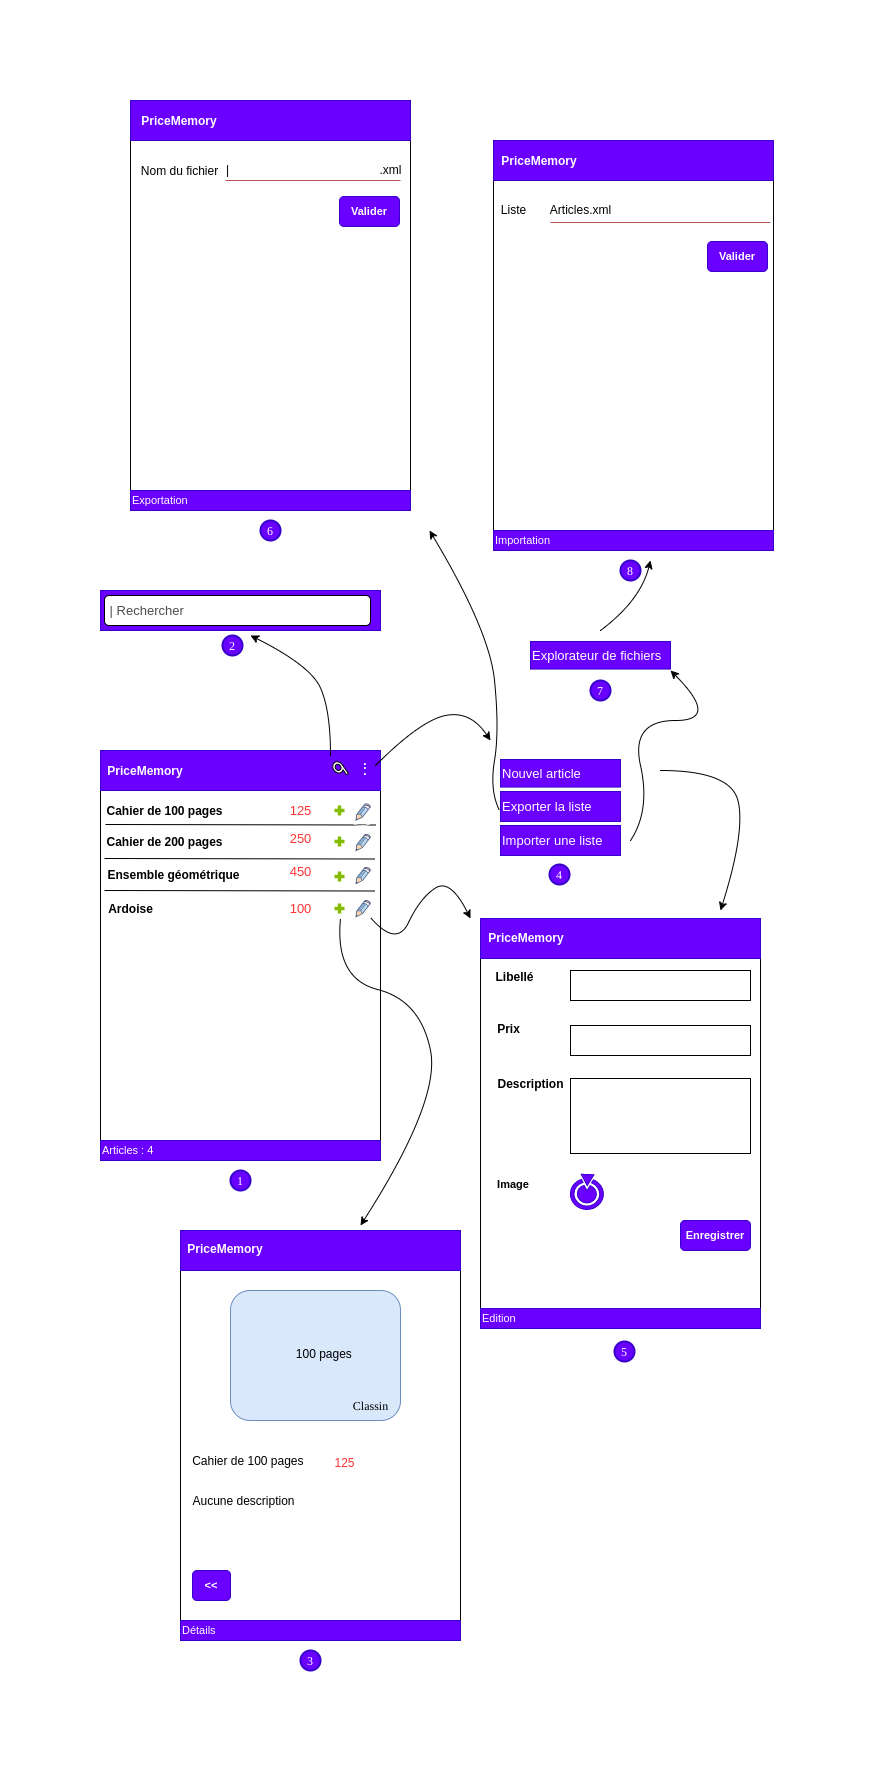 PriceMemory
Nom du fichier | .xml
Valider
Exportation
6
PriceMemory
Liste Articles.xml
Valider
Importation
8
| Rechercher
2
Explorateur de fichiers
7
PriceMemory
Cahier de 100 pages 125
Cahier de 200 pages 250
Ensemble géométrique 450
Ardoise 100
Articles : 4
1
Nouvel article
Exporter la liste
Importer une liste
4
PriceMemory
Libellé
Prix
Description
Image
Enregistrer
Edition
5
PriceMemory
100 pages
Classin
Cahier de 100 pages 125
Aucune description
<<
Détails
3